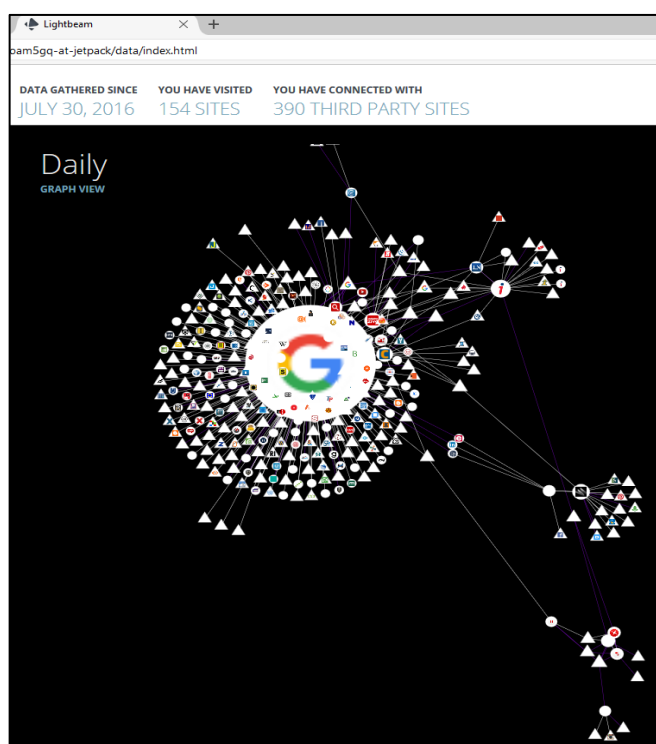 Lightbeam
oam5gq-at-jetpack/data/index.html
DATA GATHERED SINCE
JULY 30, 2016
YOU HAVE VISITED
154 SITES
YOU HAVE CONNECTED WITH
390 THIRD PARTY SITES
Daily
GRAPH VIEW